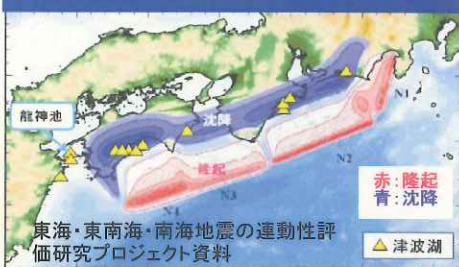 龍神池
沈降
隆起
N1
N2
N3
N4
赤:隆起
青:沈降
津波湖
東海・東南海・南海地震の連動性評
価研究プロジェクト資料